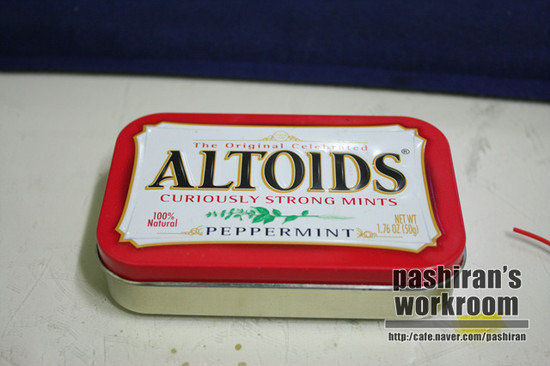 The Original Celebrated
ALTOIDS®
CURIOUSLY STRONG MINTS
100%
Natural
NET WT
1.76 OZ (50g)
PEPPERMINT
pashiran's
workroom
http://cafe.naver.com/pashiran